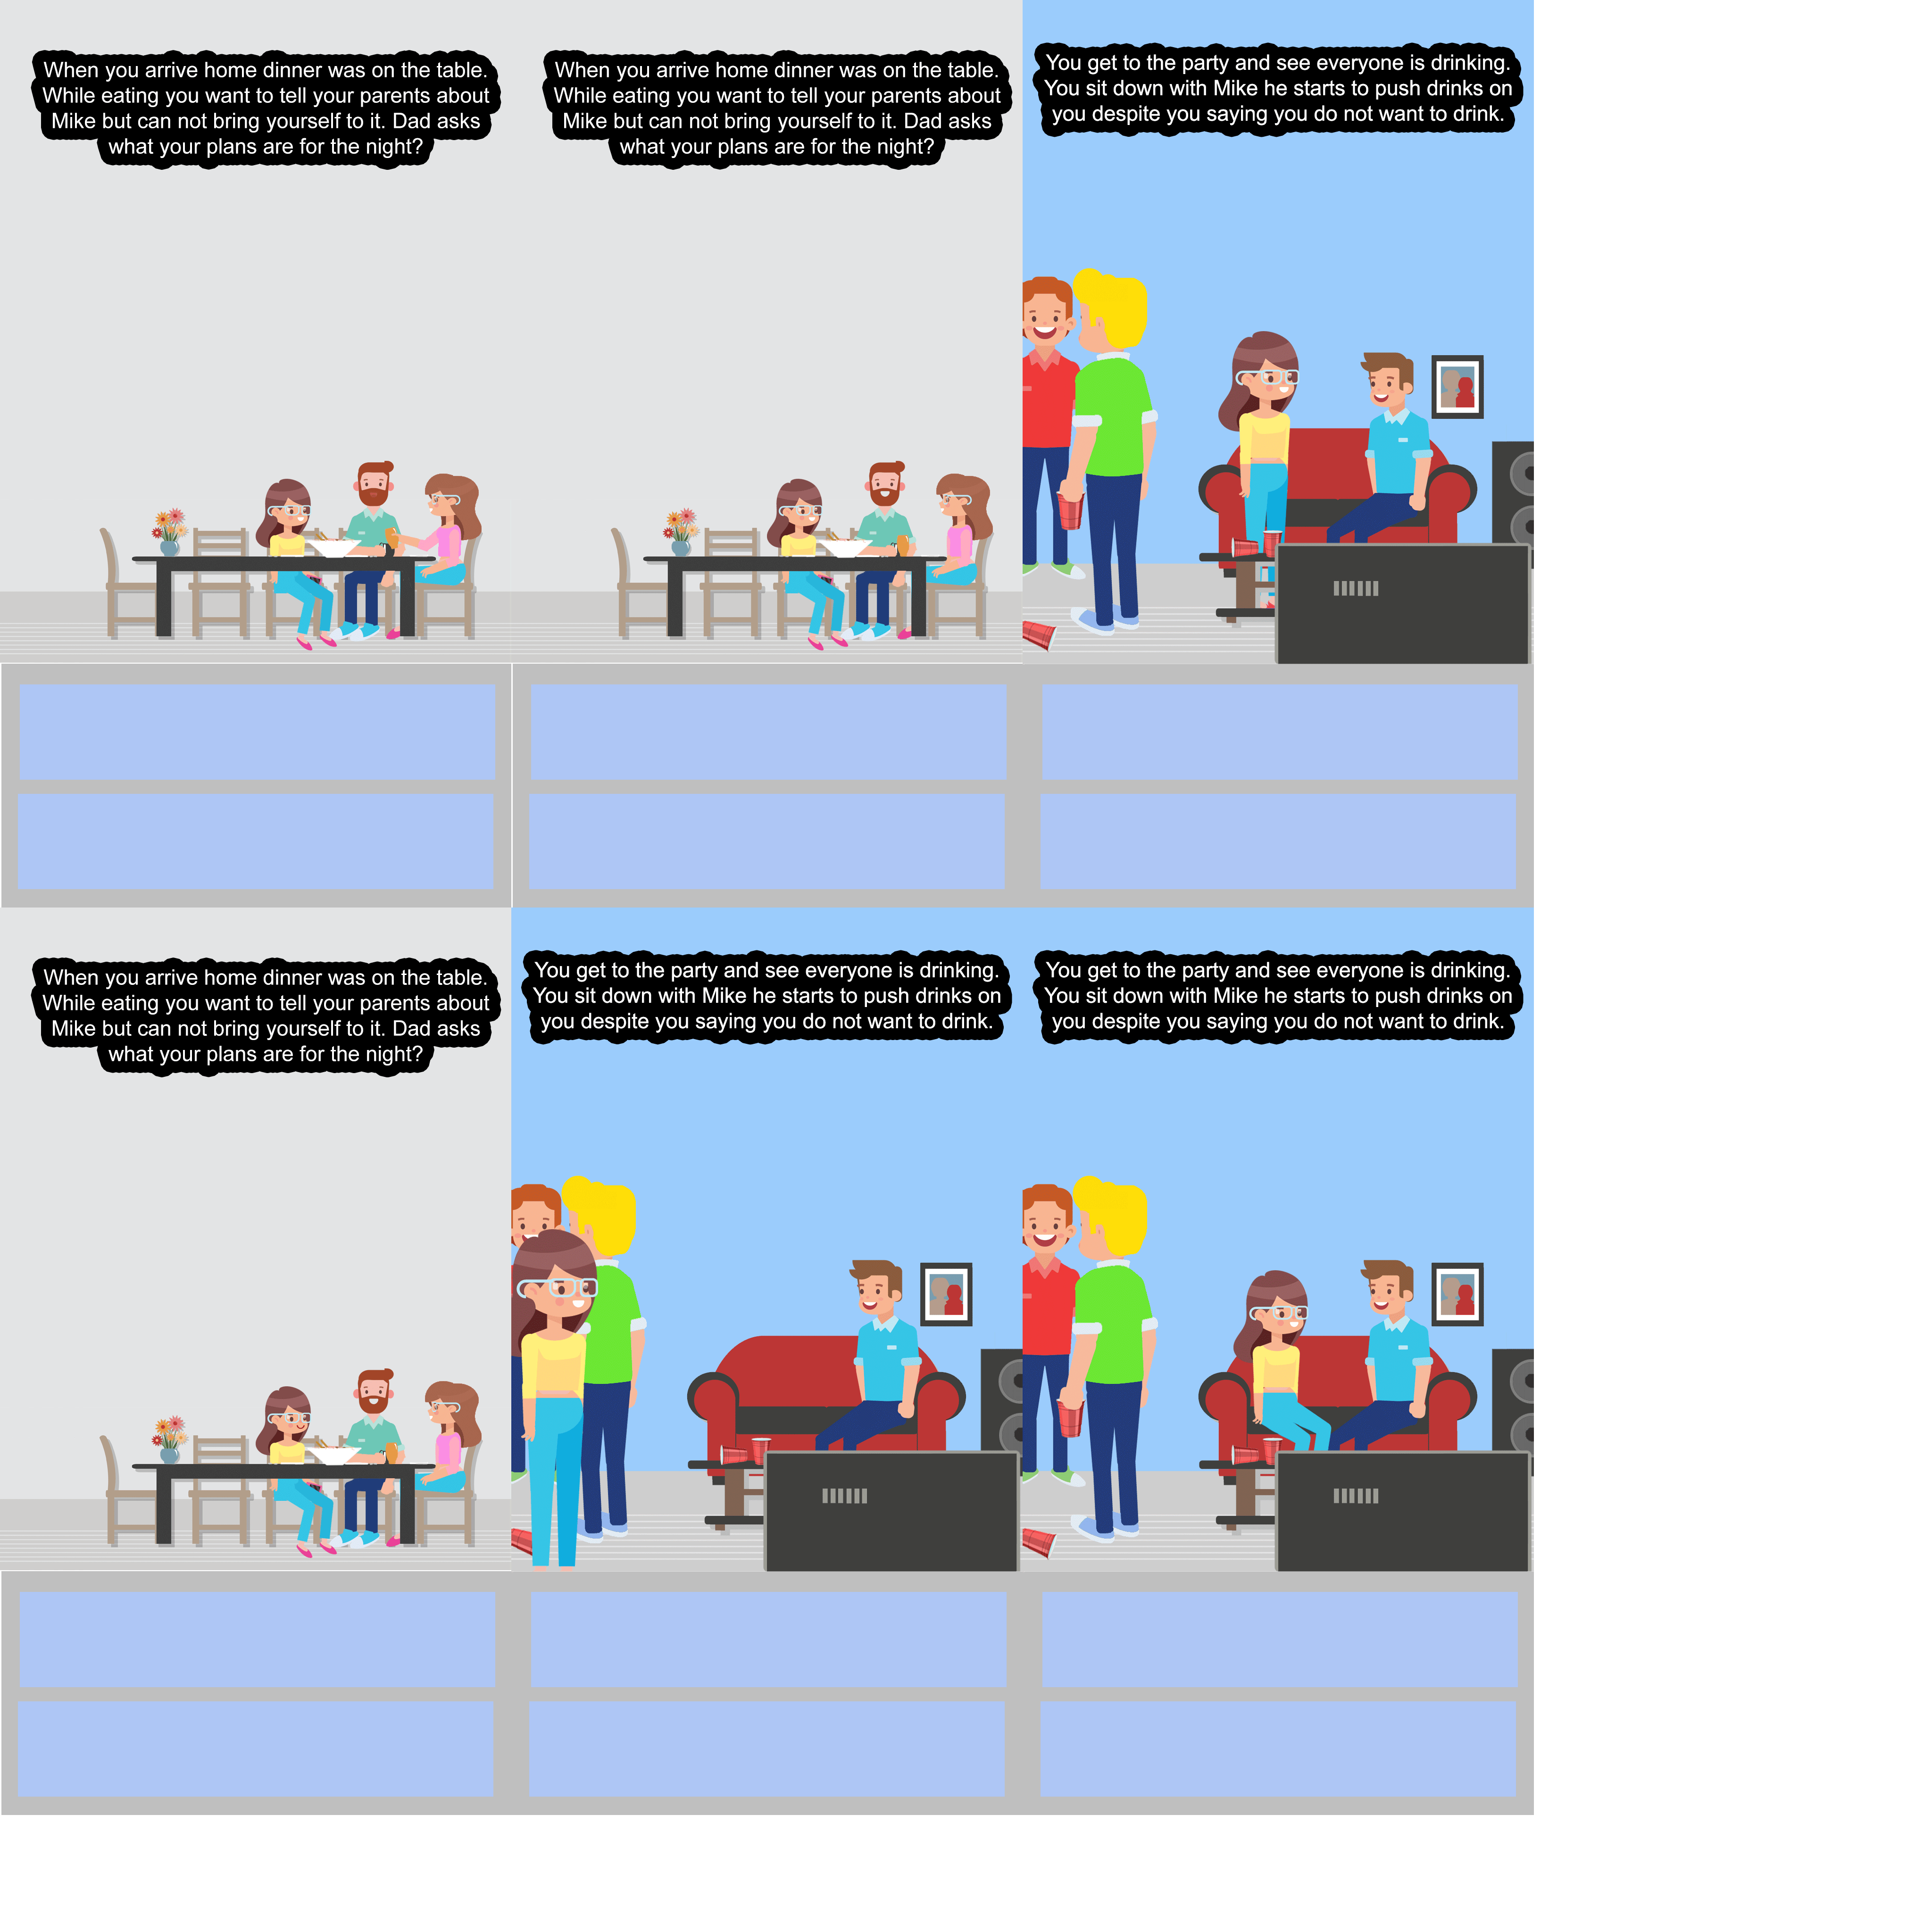 When you arrive home dinner was on the table.
While eating you want to tell your parents about
Mike but can not bring yourself to it. Dad asks
what your plans are for the night?
When you arrive home dinner was on the table.
While eating you want to tell your parents about
Mike but can not bring yourself to it. Dad asks
what your plans are for the night?
You get to the party and see everyone is drinking.
You sit down with Mike he starts to push drinks on
you despite you saying you do not want to drink.
When you arrive home dinner was on the table.
While eating you want to tell your parents about
Mike but can not bring yourself to it. Dad asks
what your plans are for the night?
You get to the party and see everyone is drinking.
You sit down with Mike he starts to push drinks on
you despite you saying you do not want to drink.
You get to the party and see everyone is drinking.
You sit down with Mike he starts to push drinks on
you despite you saying you do not want to drink.